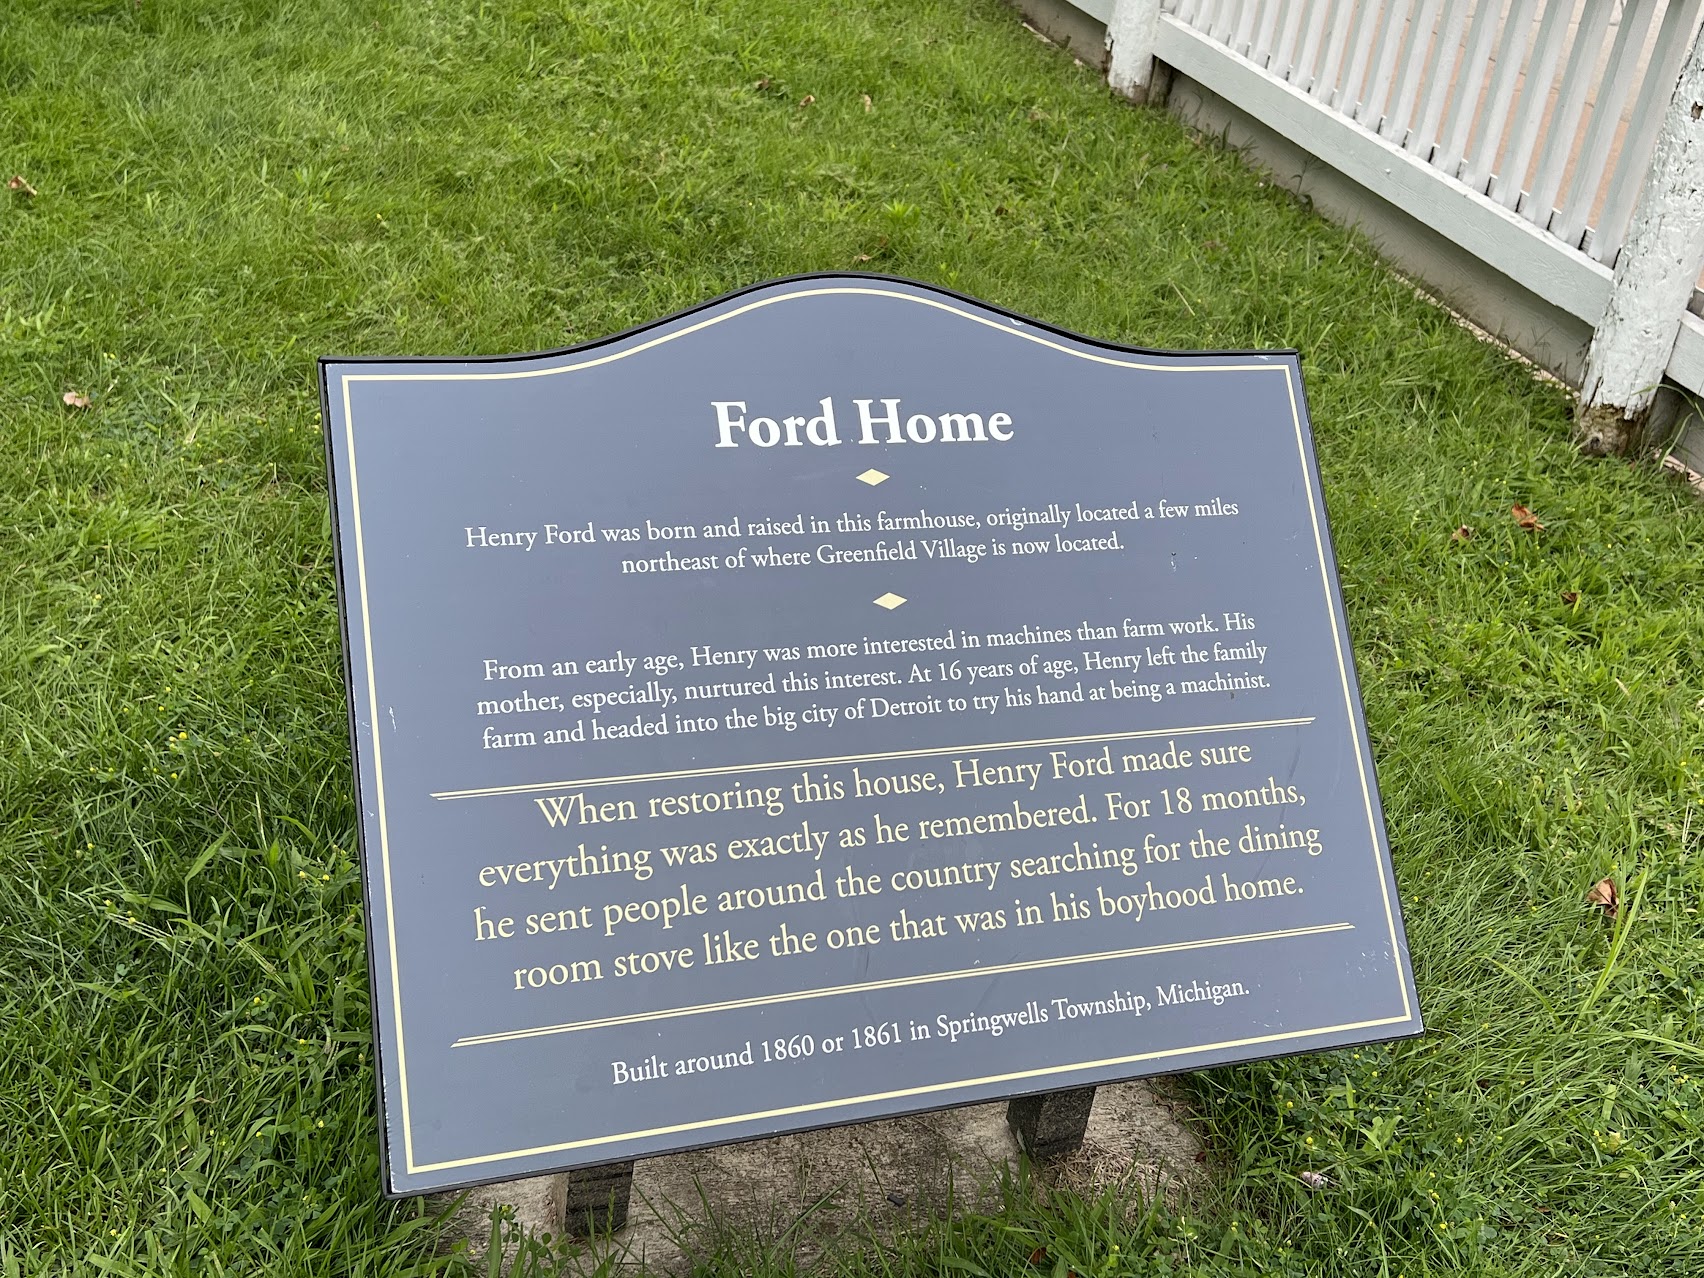 Ford Home
Henry Ford was born and raised in this farmhouse, originally located a few miles
northeast of where Greenfield Village is now located.
From an early age, Henry was more interested in machines than farm work. His
mother, especially, nurtured this interest. At 16 years of age, Henry left the family
farm and headed into the big city of Detroit to try his hand at being a machinist.
When restoring this house, Henry Ford made sure
everything was exactly as he remembered. For 18 months,
he sent people around the country searching for the dining
room stove like the one that was in his boyhood home.
Built around 1860 or 1861 in Springwells Township, Michigan.